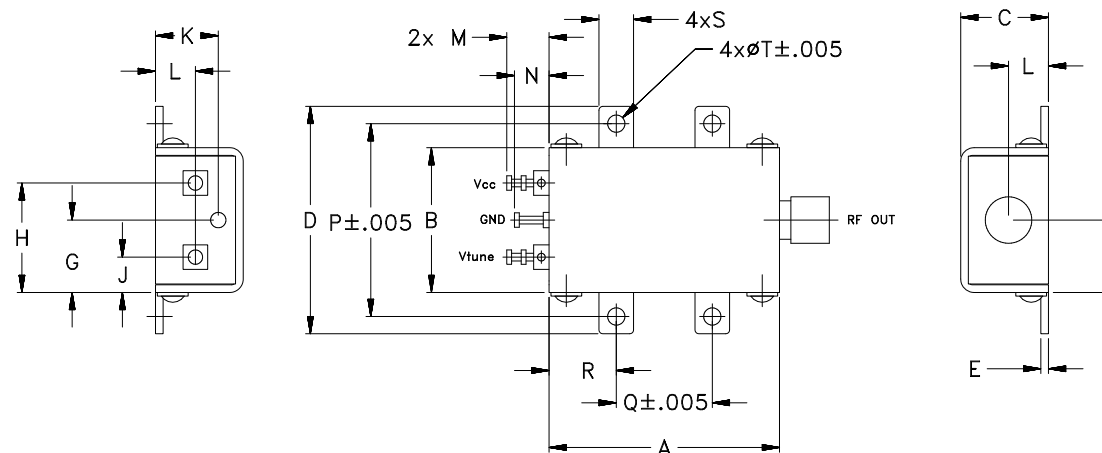 K
L
H
G
J
2x M
N
4xS
4xøT±.005
D
P±.005
B
Vcc
GND
Vtune
RF OUT
R
Q±.005
A
C
L
E